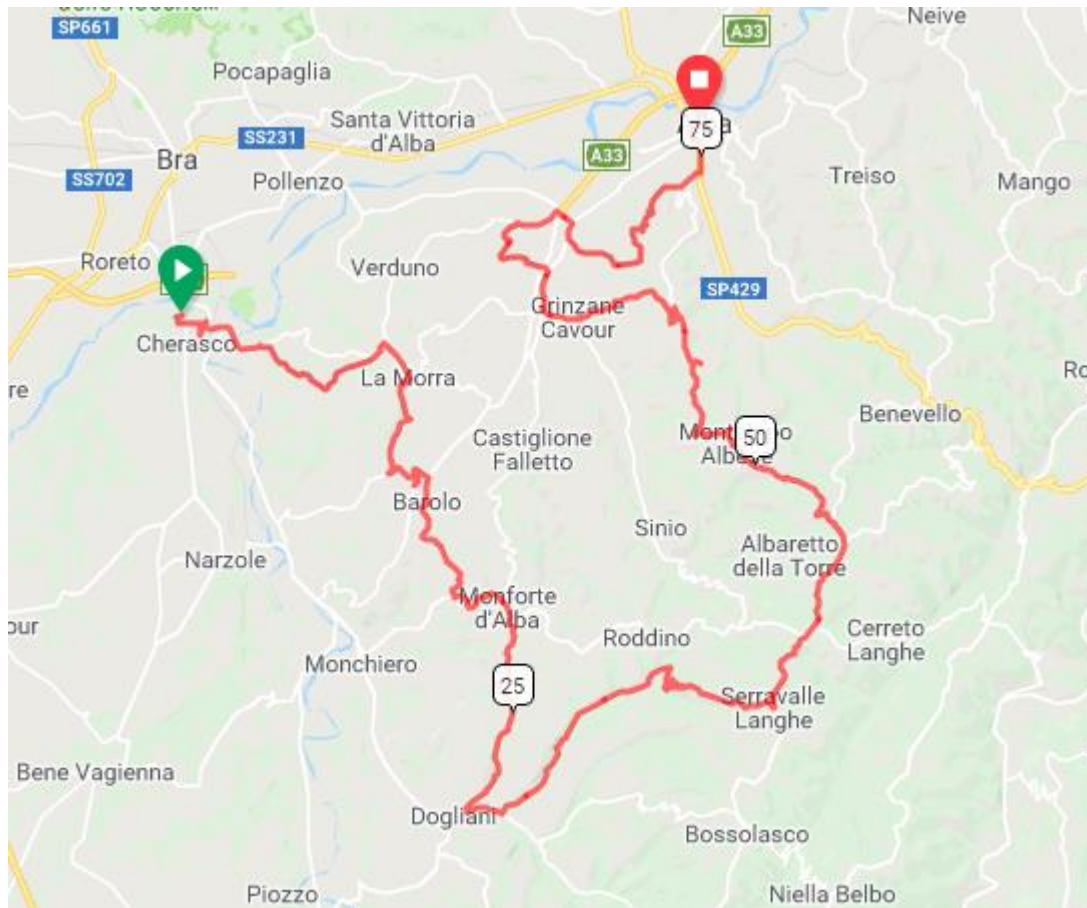 Neive
SP661
A33
Pocapaglia
Santa Vittoria
d'Alba
SS231
75
Bra
A33
SS702
Pollenzo
Treiso
Mango
Roreto
Verduno
SP429
Grinzane
Cavour
Cherasco
La Morra
Benevello
50
Castiglione
Falletto
Barolo
Sinio
Albaretto
della Torre
Narzole
Monforte
d'Alba
Roddino
Cerreto
Langhe
Monchiero
25
Serravalle
Langhe
Bene Vagienna
Dogliani
Bossolasco
Piozzo
Niella Belbo